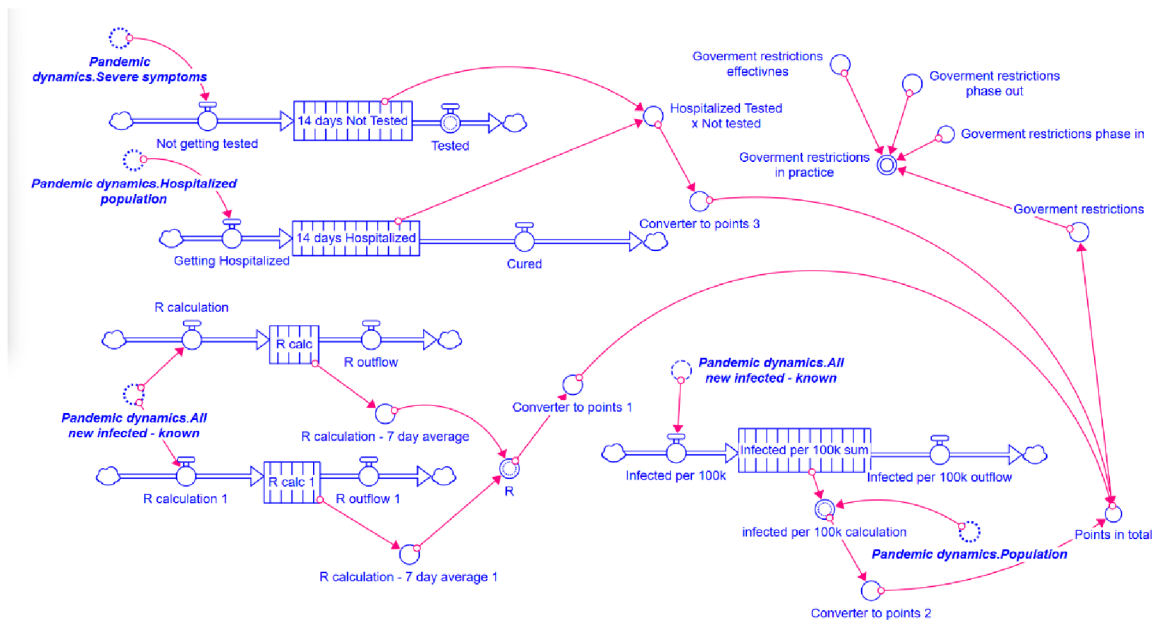 Pandemic
dynamics.Severe symptoms
Goverment restrictions
effectivnes
Goverment restrictions
phase out
14 days Not Tested
Hospitalized Tested
x Not tested
Not getting tested
Tested
Goverment restrictions phase in
Goverment restrictions
in practice
Pandemic dynamics.Hospitalized
population
Converter to points 3
Goverment restrictions
14 days Hospitalized
Getting Hospitalized
Cured
R calculation
R calc
R outflow
Pandemic dynamics.All
new infected - known
Converter to points 1
Pandemic dynamics.All
new infected - known
R calculation - 7 day average
Infected per 100k sum
Infected per 100k
Infected per 100k outflow
R calc 1
R calculation 1
R outflow 1
R
infected per 100k calculation
Points in total
Pandemic dynamics.Population
R calculation - 7 day average 1
Converter to points 2